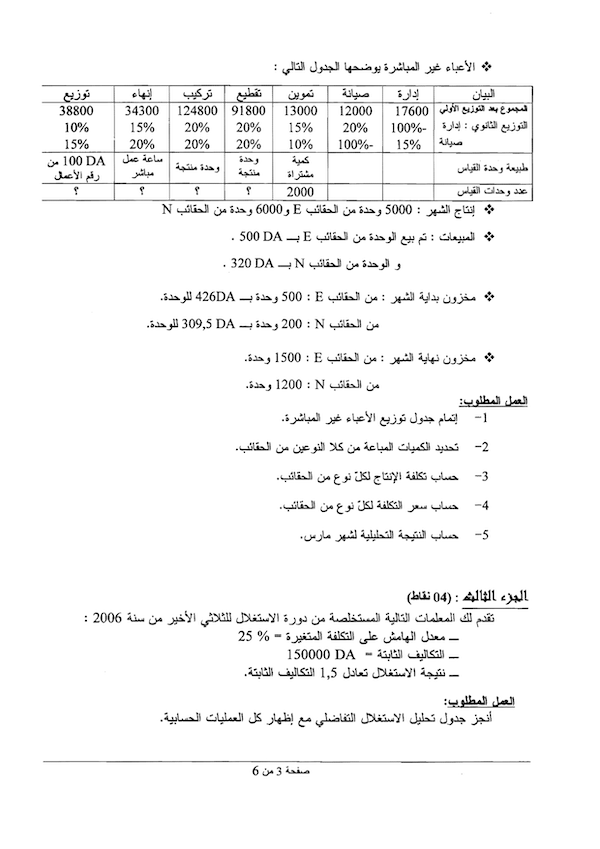 ❖ الأعباء غير المباشرة يوضحها الجدول التالي :
البيان إدارة صيانة تموين تقطيع تركيب إنهاء توزيع
المجموع بعد التوزيع الأولي 17600 12000 13000 91800 124800 34300 38800
التوزيع الثانوي : إدارة -100% 20% 15% 20% 20% 15% 10%
صيانة 15% -100% 10% 20% 20% 20% 15%
طبيعة وحدة القياس كمية مشتراة وحدة منتجة وحدة منتجة ساعة عمل مباشر 100 DA من رقم الأعمال
عدد وحدات القياس 2000 ؟ ؟ ؟ ؟
❖ إنتاج الشهر : 5000 وحدة من الحقائب E و6000 وحدة من الحقائب N
❖ المبيعات : تم بيع الوحدة من الحقائب E بــ 500 DA .
و الوحدة من الحقائب N بــ 320 DA .
❖ مخزون بداية الشهر : من الحقائب E : 500 وحدة بــ 426DA للوحدة.
من الحقائب N : 200 وحدة بــ 309,5 DA للوحدة.
❖ مخزون نهاية الشهر : من الحقائب E : 1500 وحدة.
من الحقائب N : 1200 وحدة.
العمل المطلوب:
1- إتمام جدول توزيع الأعباء غير المباشرة.
2- تحديد الكميات المباعة من كلا النوعين من الحقائب.
3- حساب تكلفة الإنتاج لكلّ نوع من الحقائب.
4- حساب سعر التكلفة لكلّ نوع من الحقائب.
5- حساب النتيجة التحليلية لشهر مارس.
الجزء الثالث : (04 نقاط)
تقدم لك المعلمات التالية المستخلصة من دورة الاستغلال للثلاثي الأخير من سنة 2006 :
ــ معدل الهامش على التكلفة المتغيرة = % 25
ــ التكاليف الثابتة = 150000 DA
ــ نتيجة الاستغلال تعادل 1,5 التكاليف الثابتة.
العمل المطلوب:
أنجز جدول تحليل الاستغلال التفاضلي مع إظهار كل العمليات الحسابية.
صفحة 3 من 6